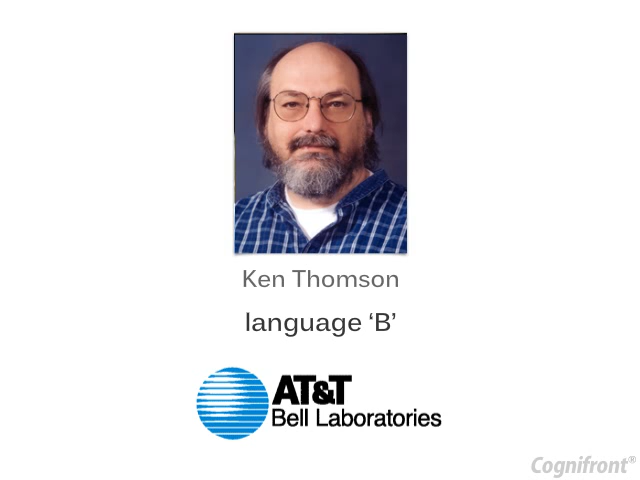 Ken Thomson
language ‘B’
AT&T
Bell Laboratories
Cognifront®